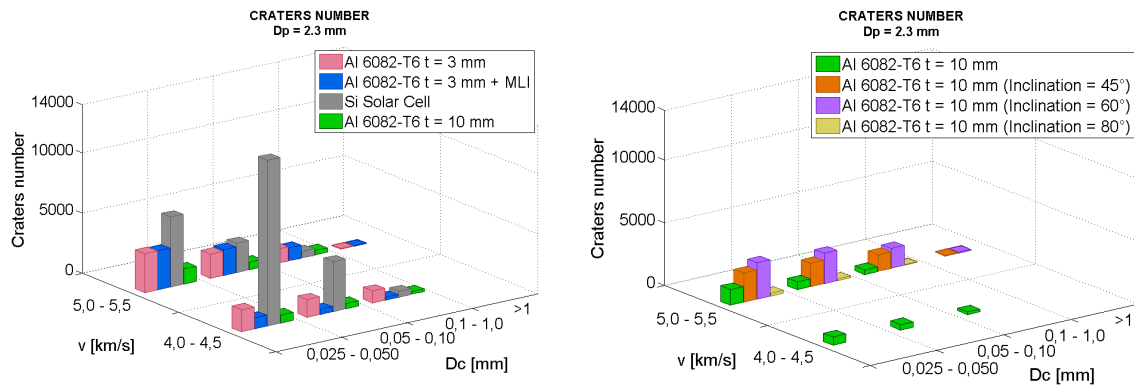 CRATERS NUMBER
Dp = 2.3 mm
Al 6082-T6 t = 3 mm
Al 6082-T6 t = 3 mm + MLI
Si Solar Cell
Al 6082-T6 t = 10 mm
14000
10000
5000
0
Craters number
5,0 - 5,5
4,0 - 4,5
v [km/s]
0,025 - 0,050
0,05 - 0,10
0,1 - 1,0
>1
Dc [mm]
CRATERS NUMBER
Dp = 2.3 mm
Al 6082-T6 t = 10 mm
Al 6082-T6 t = 10 mm (Inclination = 45°)
Al 6082-T6 t = 10 mm (Inclination = 60°)
Al 6082-T6 t = 10 mm (Inclination = 80°)
14000
10000
5000
0
Craters number
5,0 - 5,5
4,0 - 4,5
v [km/s]
0,025 - 0,050
0,05 - 0,10
0,1 - 1,0
>1
Dc [mm]